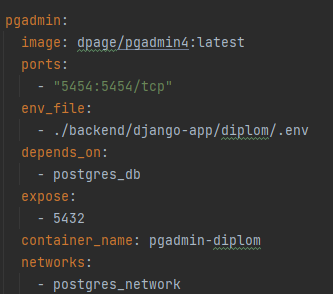 pgadmin:
image: dpage/pgadmin4:latest
ports:
- "5454:5454/tcp"
env_file:
- ./backend/django-app/diplom/.env
depends_on:
- postgres_db
expose:
- 5432
container_name: pgadmin-diplom
networks:
- postgres_network